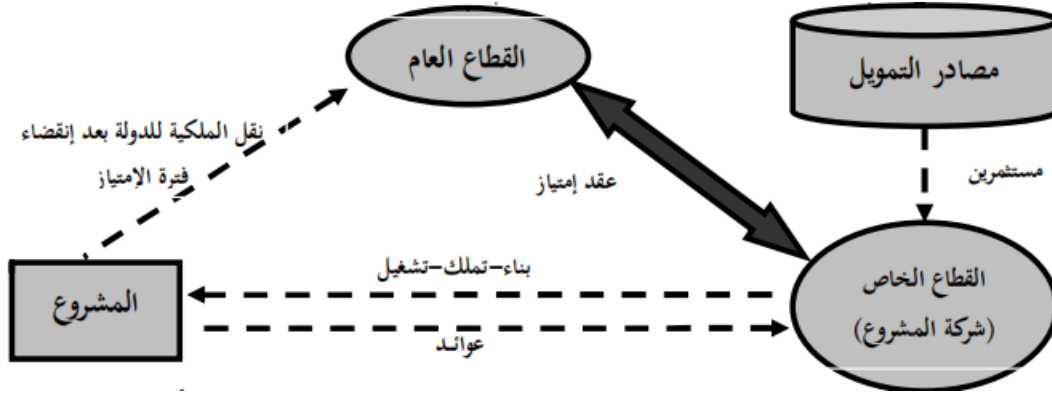 القطاع العام
مصادر التمويل
نقل الملكية للدولة بعد إنقضاء
فترة الإمتياز
عقد إمتياز
مستثمرين
بناء-تملك-تشغيل
المشروع
عوائد
القطاع الخاص
(شركة المشروع)